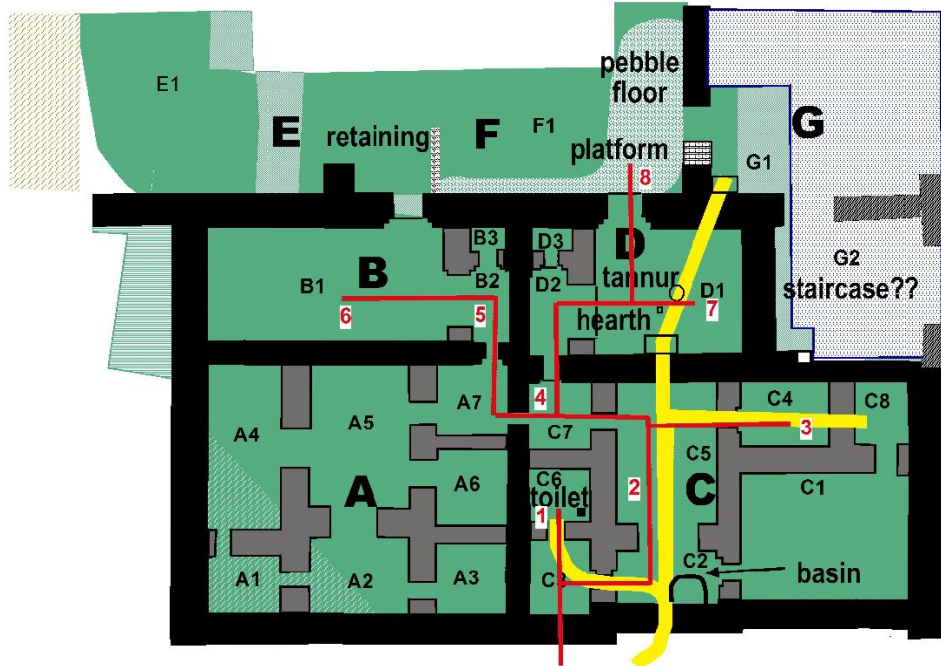 pebble
floor
E1
E
retaining
F
F1
platform
G
G1
8
B3
D3
D
B
B1
B2
D2
tannur
D1
G2
staircase??
6
5
hearth
7
4
A7
C7
C4
C8
3
A4
A5
A6
A
C6
toilet
1
2
C5
C
C1
A1
A2
A3
C3
C2
basin